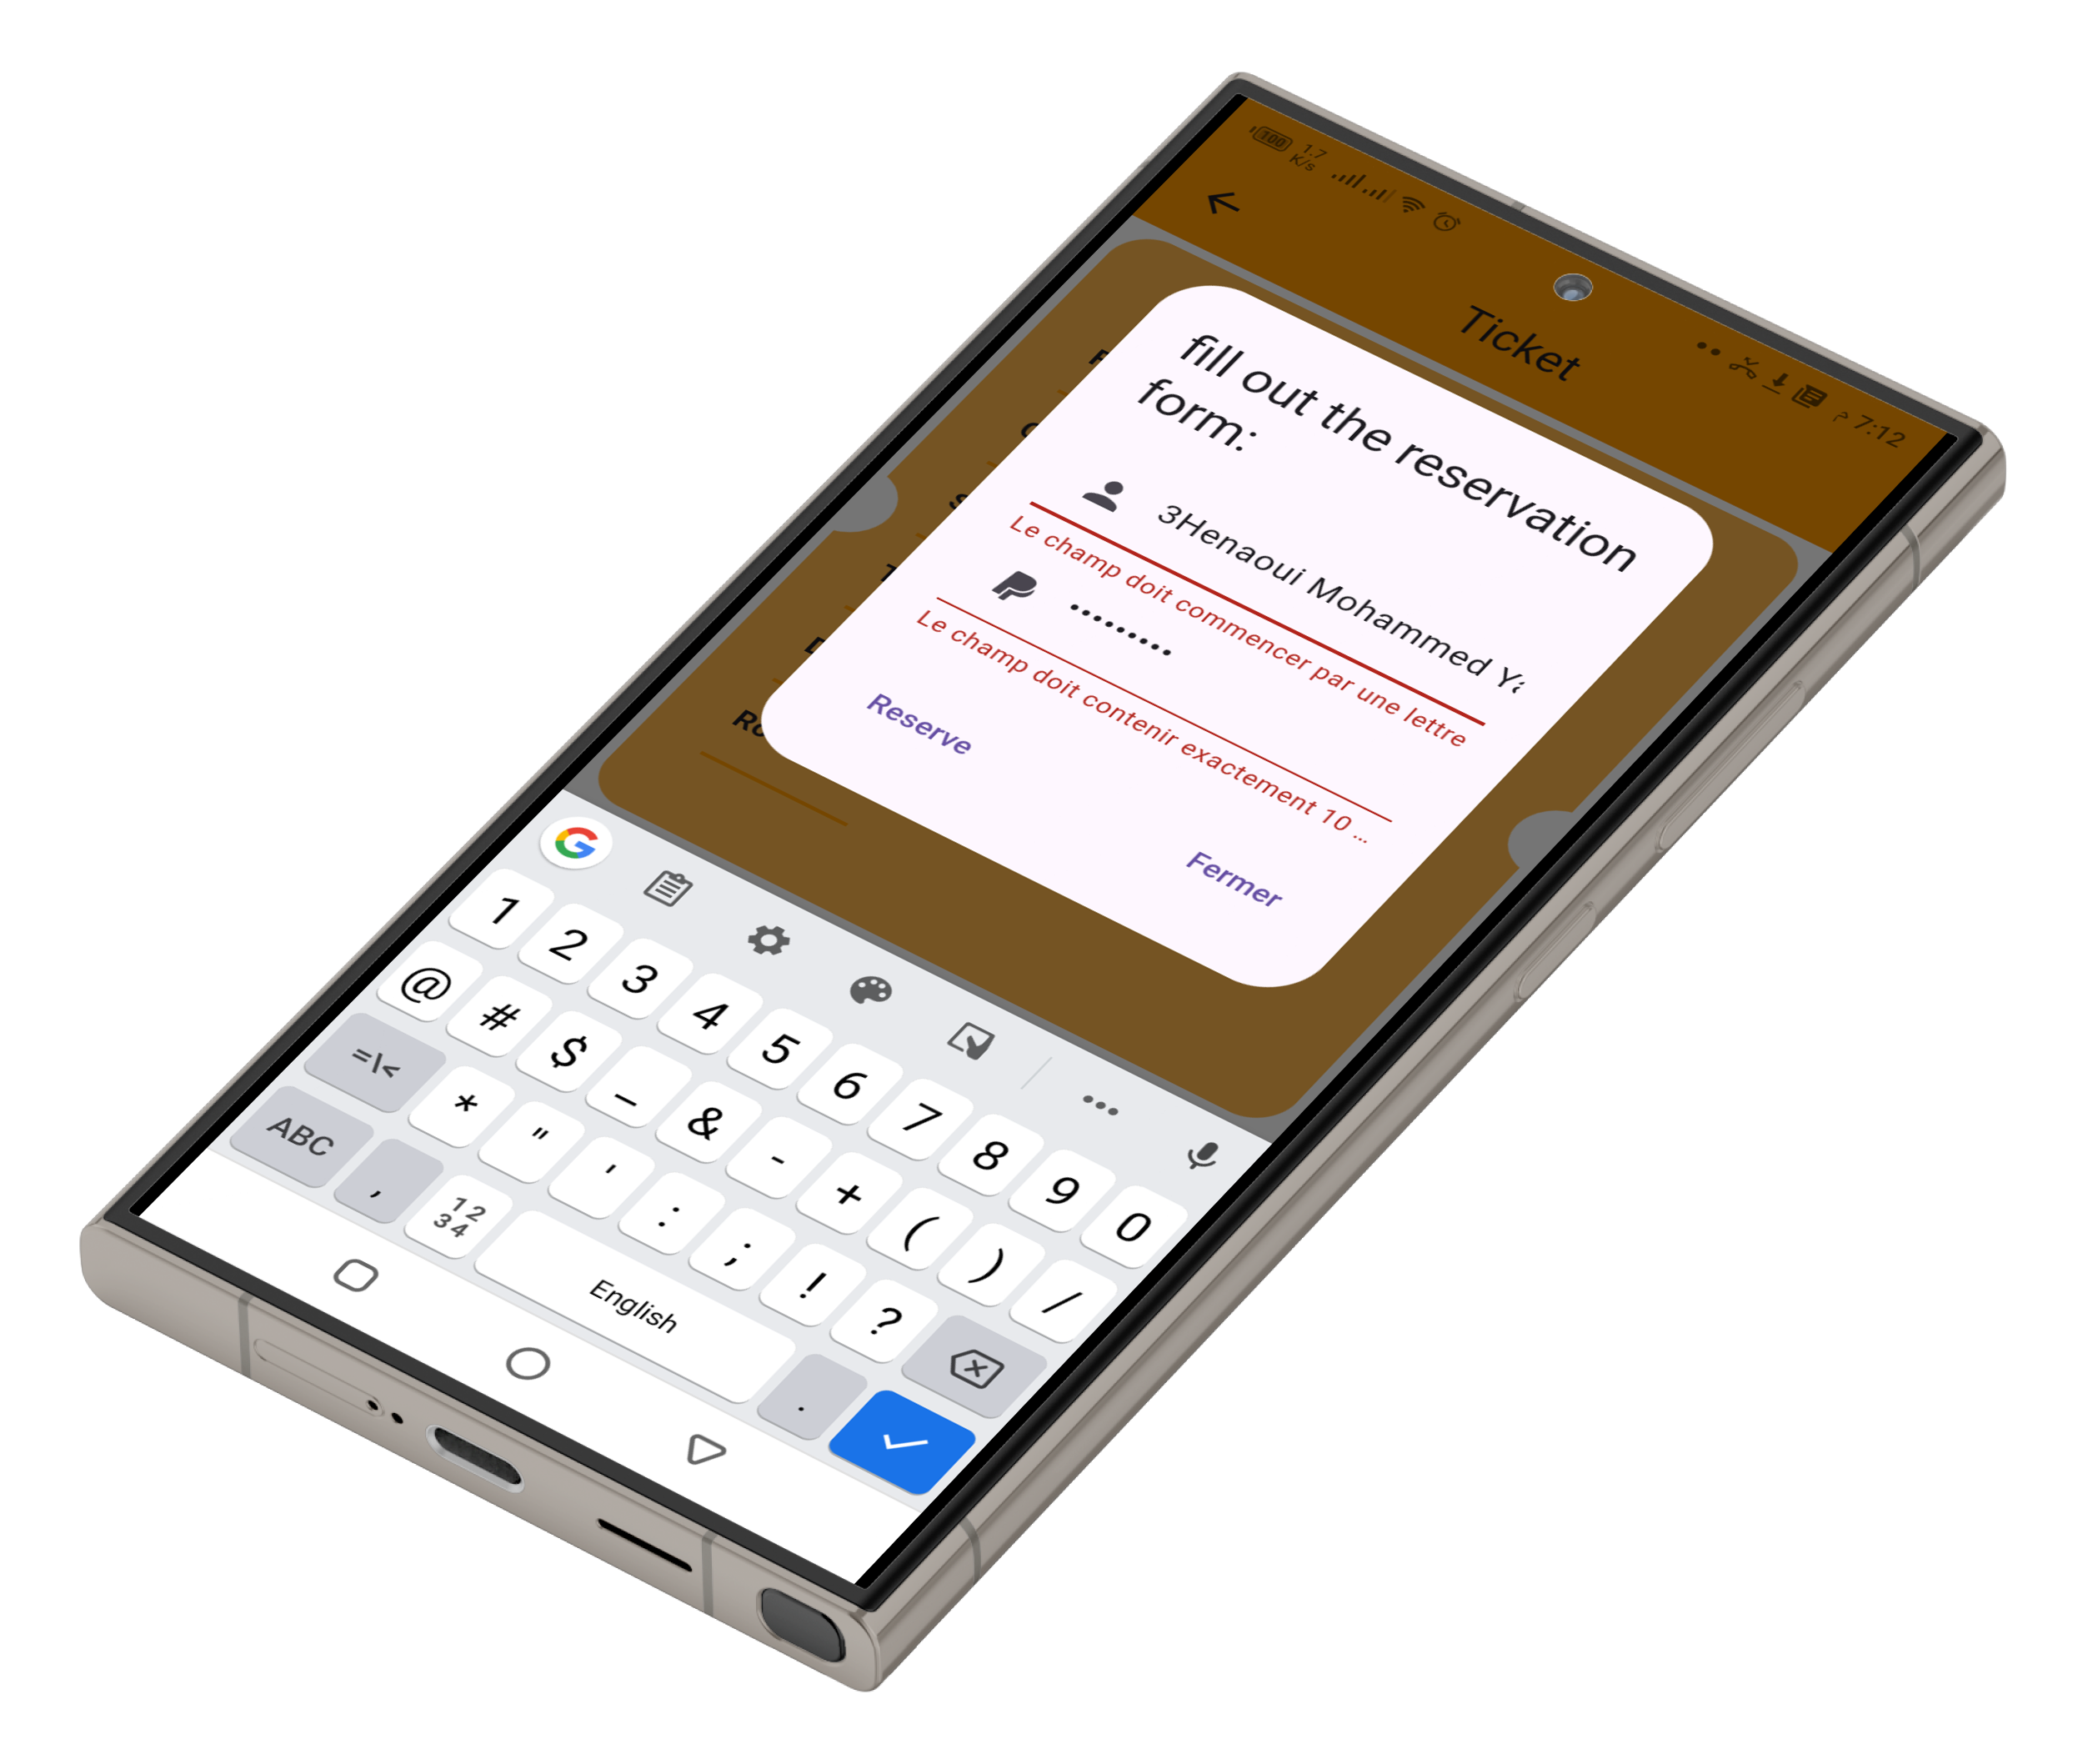 100 1.7 K/s
7:12
Ticket
fill out the reservation
form:
3Henaoui Mohammed
Le champ doit commencer par une lettre
•••••••••
Le champ doit contenir exactement 10 ...
Reserve
Fermer
1 2 3 4 5 6 7 8 9 0
@ # $ _ & - + ( ) /
=\< * " ' : ; ! ?
ABC , 12 34 English .